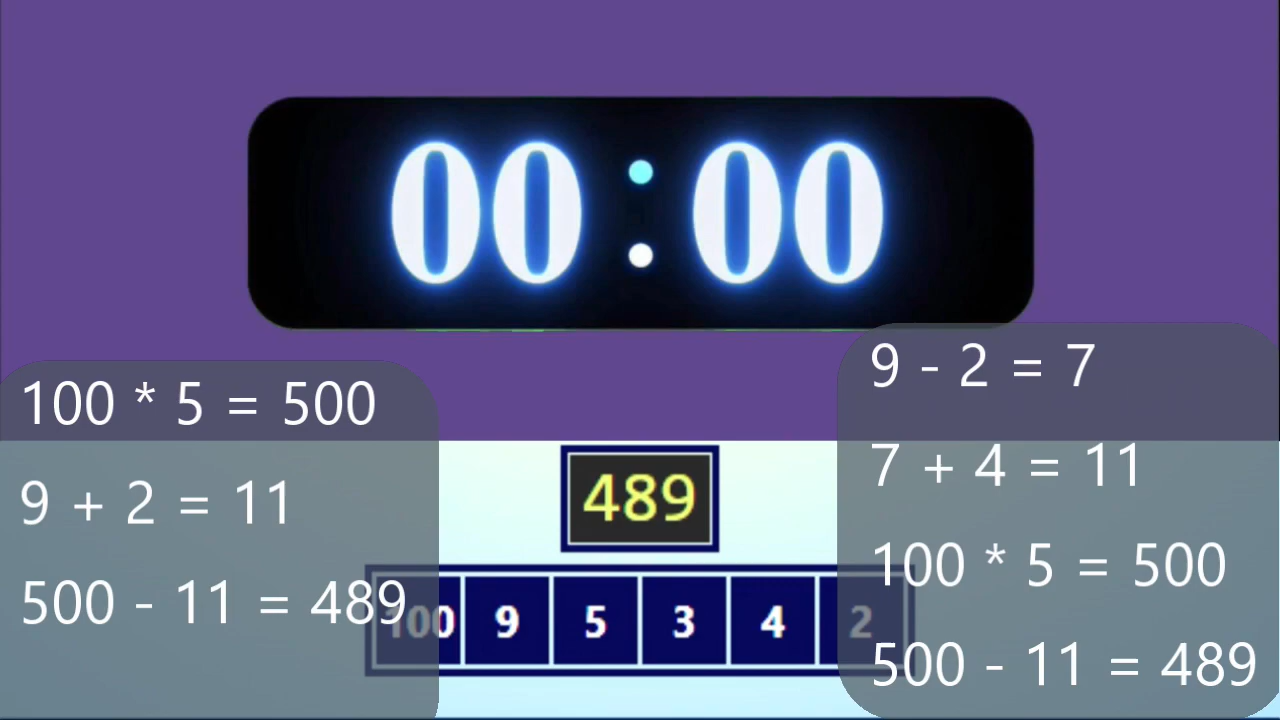 00 : 00
100 * 5 = 500
9 + 2 = 11
500 - 11 = 489
489
100 9 5 3 4 2
9 - 2 = 7
7 + 4 = 11
100 * 5 = 500
500 - 11 = 489